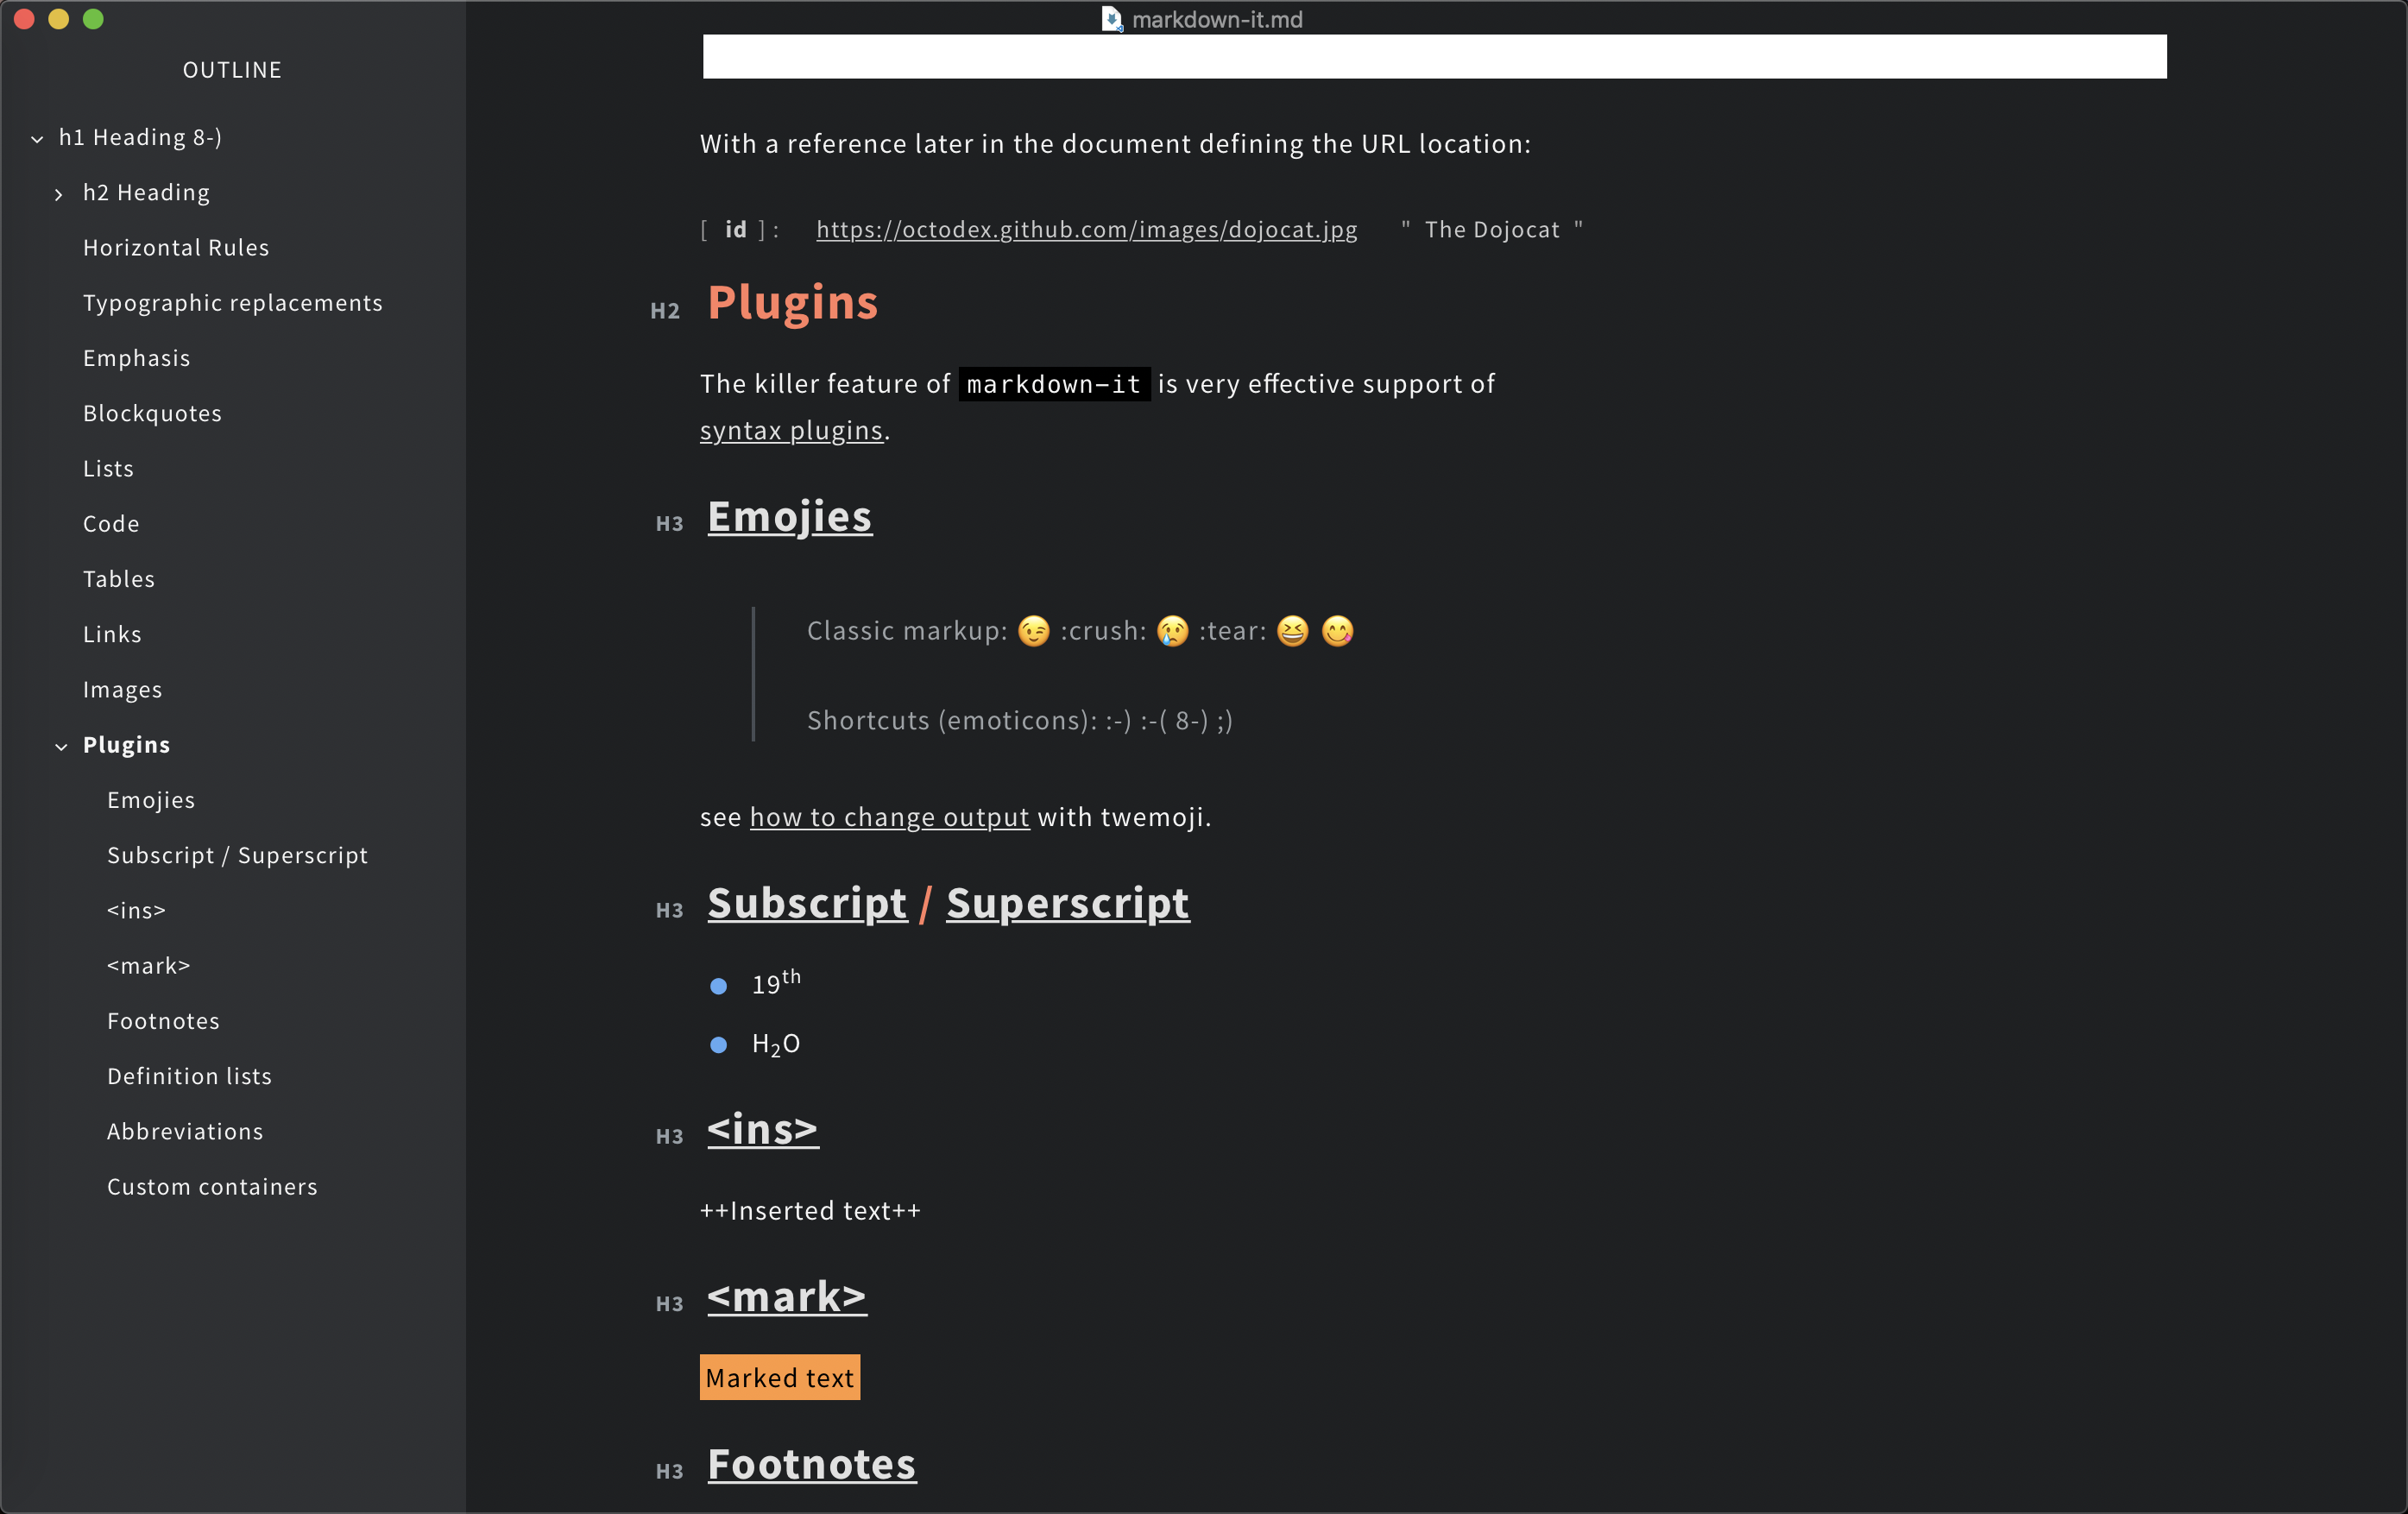 markdown-it.md
OUTLINE
h1 Heading 8-)
h2 Heading
Horizontal Rules
Typographic replacements
Emphasis
Blockquotes
Lists
Code
Tables
Links
Images
Plugins
Emojies
Subscript / Superscript
<ins>
<mark>
Footnotes
Definition lists
Abbreviations
Custom containers
With a reference later in the document defining the URL location:
[ id ]: https://octodex.github.com/images/dojocat.jpg " The Dojocat "
H2 Plugins
The killer feature of markdown-it is very effective support of
syntax plugins.
H3 Emojies
Classic markup: 😉 :crush: 😢 :tear: 😆 😋
Shortcuts (emoticons): :-) :-( 8-) ;)
see how to change output with twemoji.
H3 Subscript / Superscript
19th
H2O
H3 <ins>
++Inserted text++
H3 <mark>
Marked text
H3 Footnotes